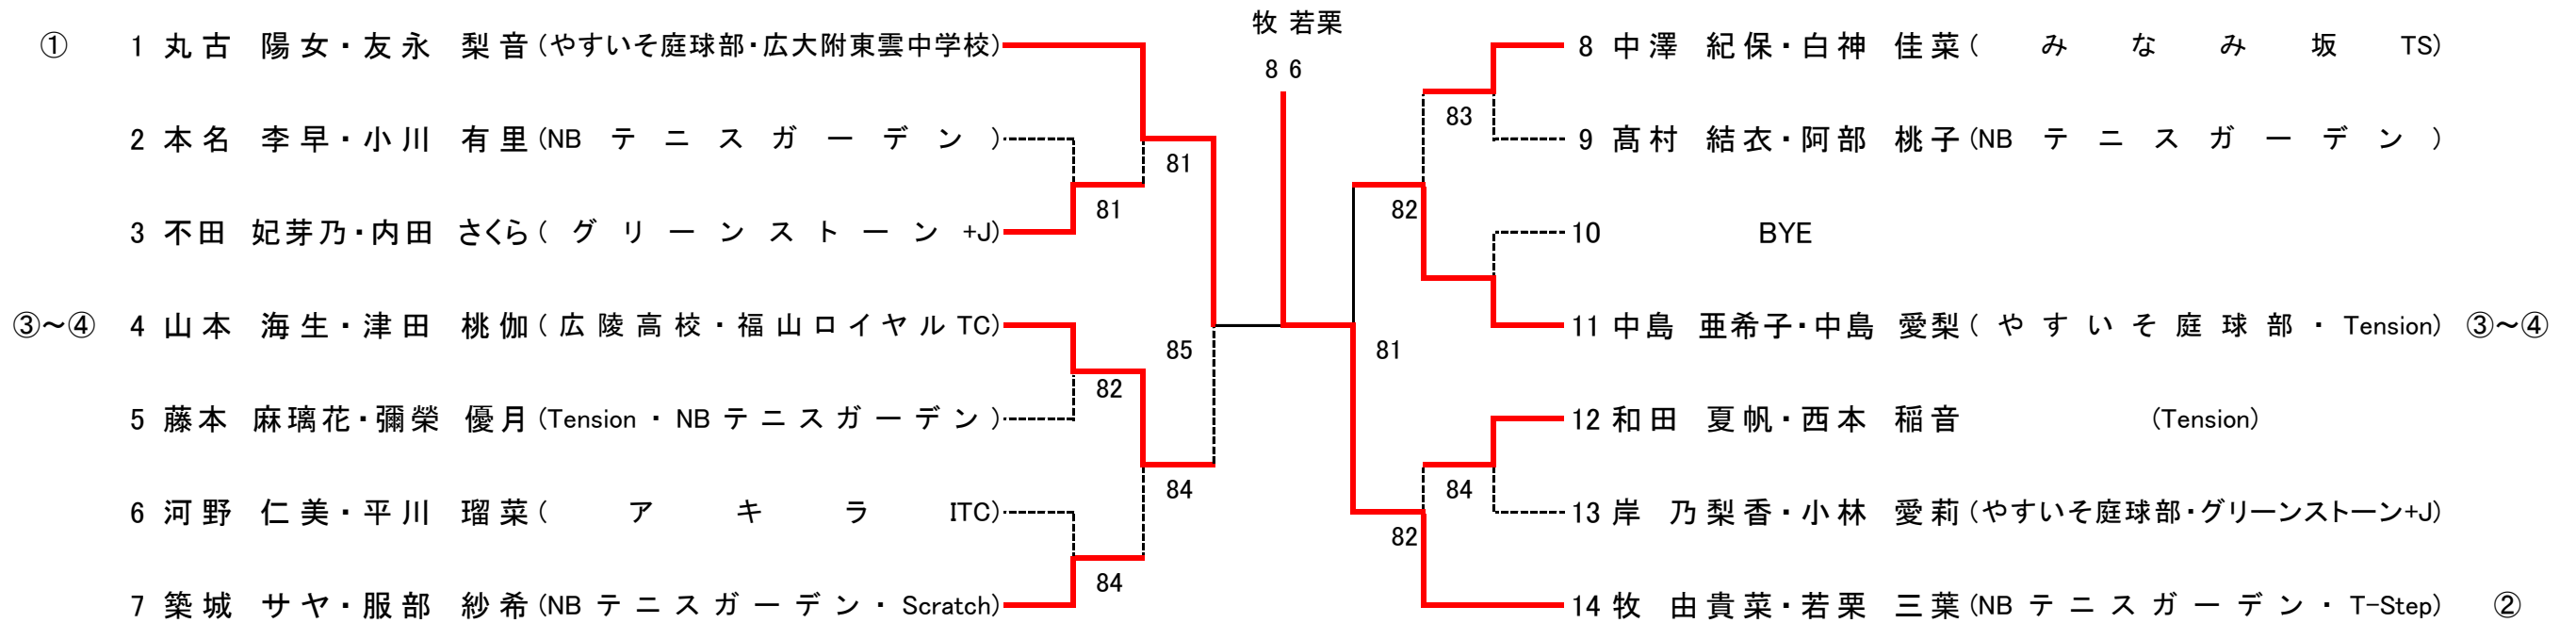 牧 若栗
8 6
① 1 丸古 陽女・友永 梨音(やすいそ庭球部・広大附東雲中学校)
2 本名 李早・小川 有里(NBテニスガーデン)
81
81
3 不田 妃芽乃・内田 さくら(グリーンストーン+J)
③～④ 4 山本 海生・津田 桃伽(広陵高校・福山ロイヤルTC)
85
82
5 藤本 麻璃花・彌榮 優月(Tension・NBテニスガーデン)
84
6 河野 仁美・平川 瑠菜(アキラITC)
84
7 築城 サヤ・服部 紗希(NBテニスガーデン・Scratch)
8 中澤 紀保・白神 佳菜(みなみ坂TS)
83
9 髙村 結衣・阿部 桃子(NBテニスガーデン)
82
10 BYE
11 中島 亜希子・中島 愛梨(やすいそ庭球部・Tension) ③～④
81
12 和田 夏帆・西本 稲音 (Tension)
84
13 岸 乃梨香・小林 愛莉(やすいそ庭球部・グリーンストーン+J)
82
14 牧 由貴菜・若栗 三葉(NBテニスガーデン・T-Step) ②